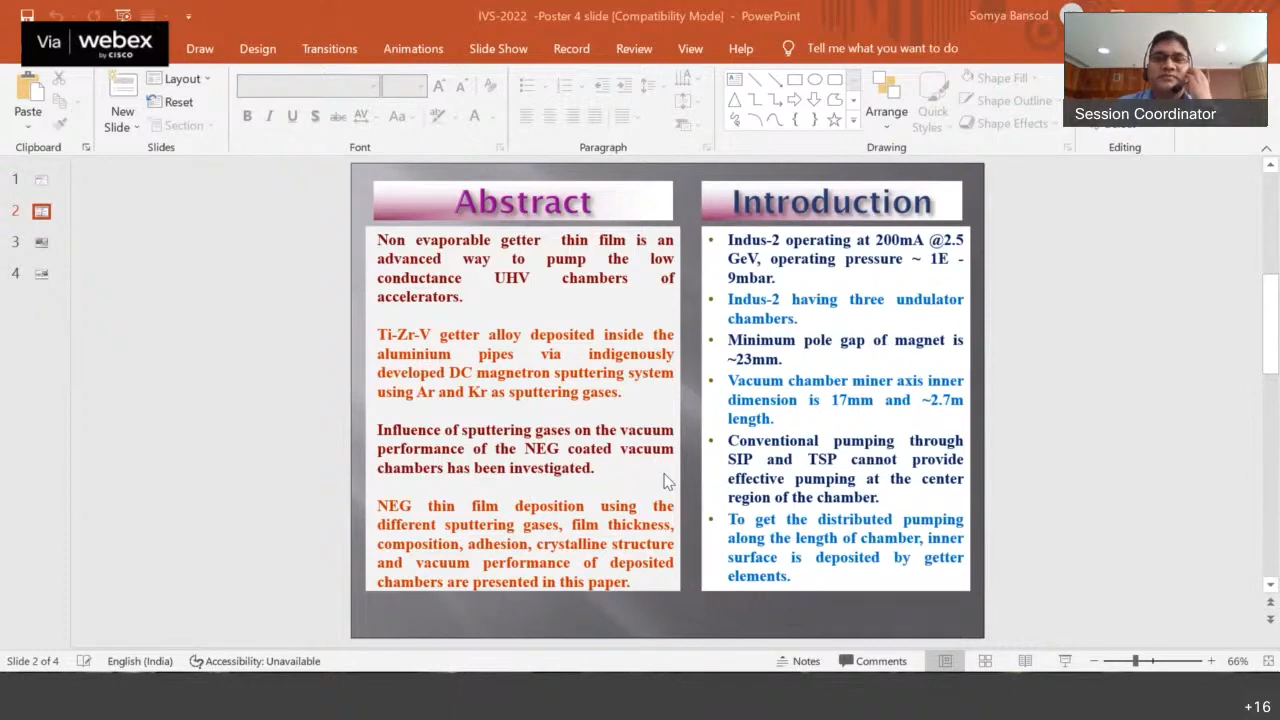 IVS-2022 -Poster 4 slide [Compatibility Mode] - PowerPoint
Somya Bansod
Via webex
by CISCO
Draw Design Transitions Animations Slide Show Record Review View Help Tell me what you want to do
Session Coordinator
Paste
New
Slide
Layout
Reset
Section
Arrange
Quick
Styles
Shape Fill
Shape Outline
Shape Effects
Clipboard Slides Font Paragraph Drawing Editing
1
2
3
4
Abstract
Non evaporable getter thin film is an
advanced way to pump the low
conductance UHV chambers of
accelerators.
Ti-Zr-V getter alloy deposited inside the
aluminium pipes via indigenously
developed DC magnetron sputtering system
using Ar and Kr as sputtering gases.
Influence of sputtering gases on the vacuum
performance of the NEG coated vacuum
chambers has been investigated.
NEG thin film deposition using the
different sputtering gases, film thickness,
composition, adhesion, crystalline structure
and vacuum performance of deposited
chambers are presented in this paper.
Introduction
• Indus-2 operating at 200mA @2.5
GeV, operating pressure ~ 1E -
9mbar.
• Indus-2 having three undulator
chambers.
• Minimum pole gap of magnet is
~23mm.
• Vacuum chamber miner axis inner
dimension is 17mm and ~2.7m
length.
• Conventional pumping through
SIP and TSP cannot provide
effective pumping at the center
region of the chamber.
• To get the distributed pumping
along the length of chamber, inner
surface is deposited by getter
elements.
Slide 2 of 4 English (India) Accessibility: Unavailable Notes Comments 66%
+16